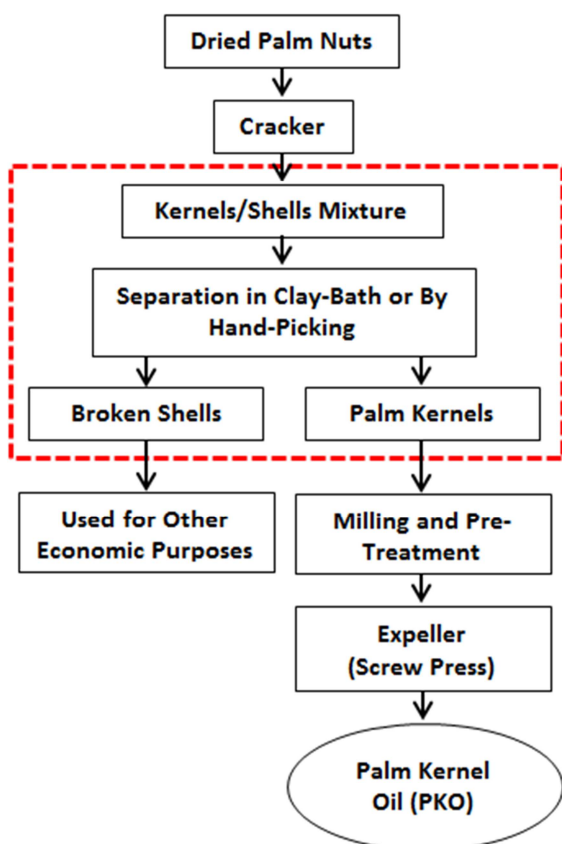 Dried Palm Nuts
Cracker
Kernels/Shells Mixture
Separation in Clay-Bath or By
Hand-Picking
Broken Shells
Palm Kernels
Used for Other
Economic Purposes
Milling and Pre-
Treatment
Expeller
(Screw Press)
Palm Kernel
Oil (PKO)